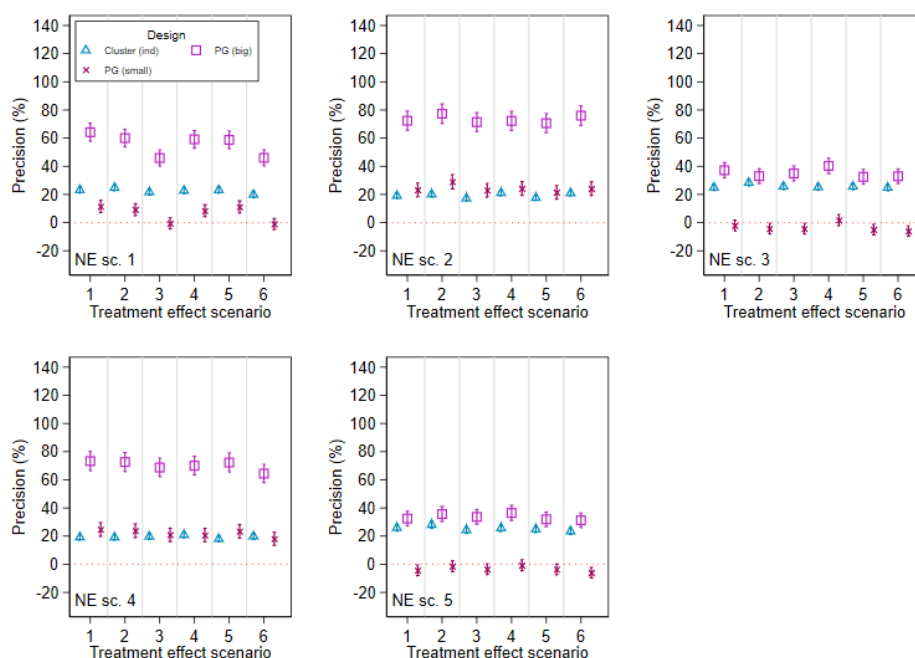 140
120
100
80
60
40
20
0
-20
Precision (%)
Design
Cluster (ind) PG (big)
PG (small)
NE sc. 1
1 2 3 4 5 6
Treatment effect scenario
140
120
100
80
60
40
20
0
-20
Precision (%)
NE sc. 2
1 2 3 4 5 6
Treatment effect scenario
140
120
100
80
60
40
20
0
-20
Precision (%)
NE sc. 3
1 2 3 4 5 6
Treatment effect scenario
140
120
100
80
60
40
20
0
-20
Precision (%)
NE sc. 4
1 2 3 4 5 6
Treatment effect scenario
140
120
100
80
60
40
20
0
-20
Precision (%)
NE sc. 5
1 2 3 4 5 6
Treatment effect scenario